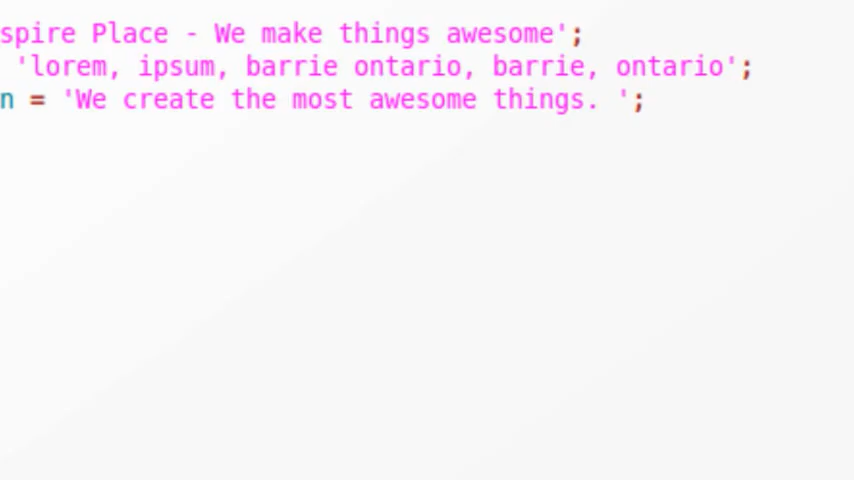 spire Place - We make things awesome';
'lorem, ipsum, barrie ontario, barrie, ontario';
n = 'We create the most awesome things. ';